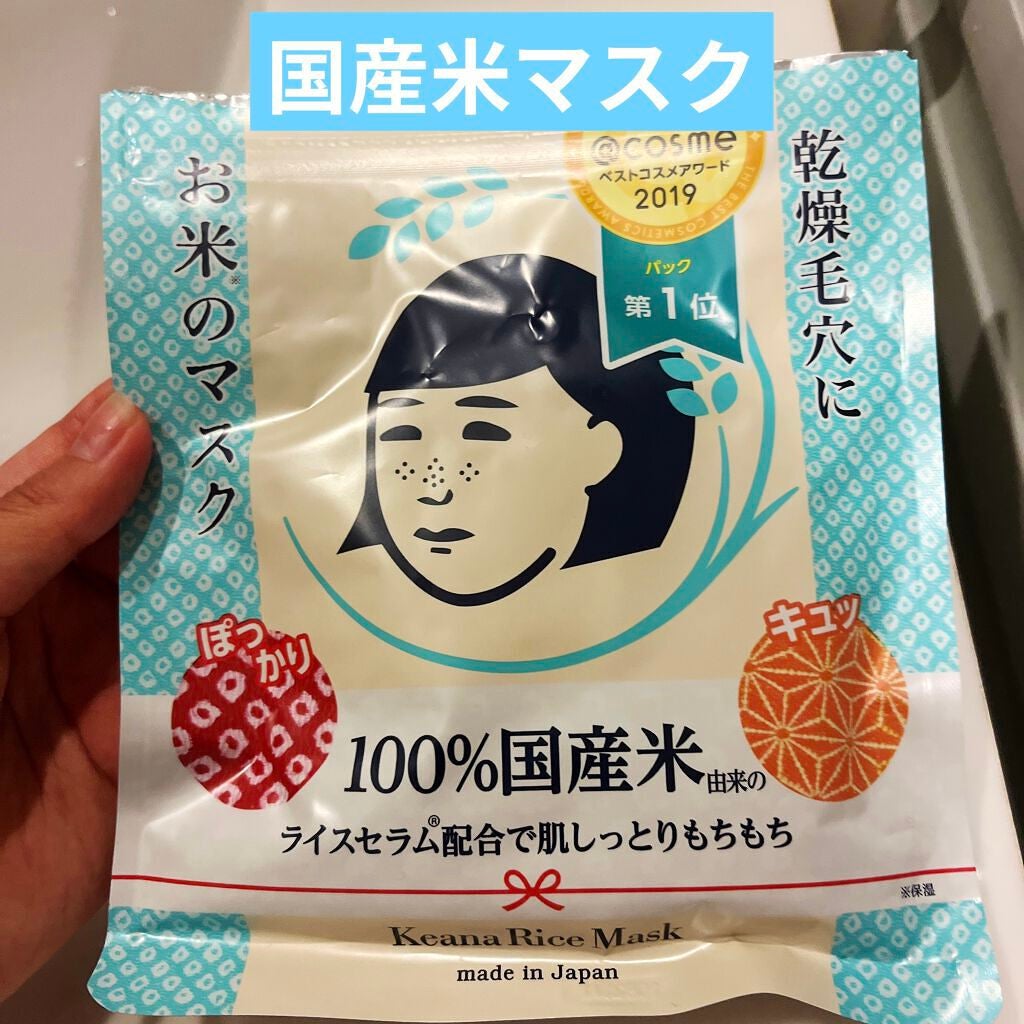 国産米マスク
@cosme
ベストコスメアワード
2019
THE BEST COSMETICS AWARDS
パック
第1位
乾燥毛穴に
お米※のマスク
ぽっかり
キュッ
100%国産米由来の
ライスセラム®配合で肌しっとりもちもち
※保湿
Keana Rice Mask
made in Japan